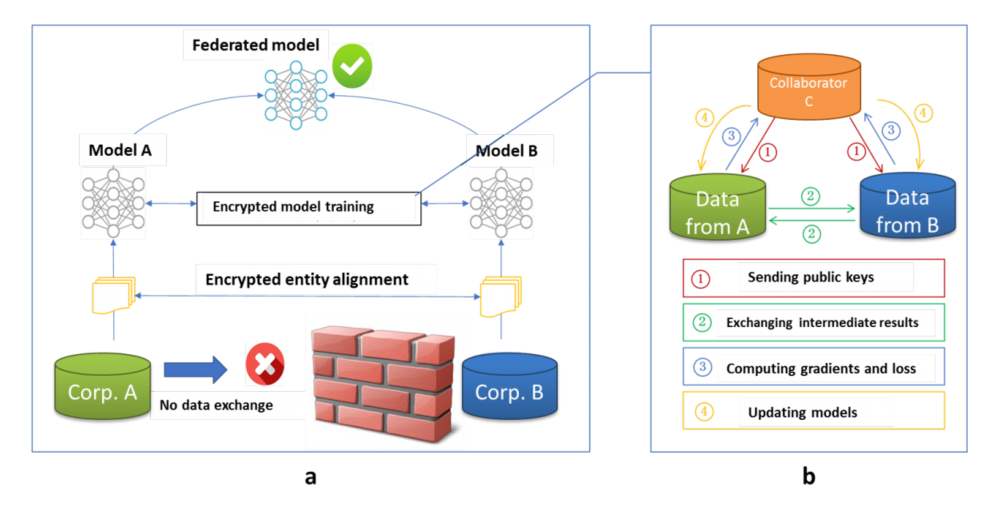 Federated model
Model A
Model B
Encrypted model training
Encrypted entity alignment
Corp. A
No data exchange
Corp. B
a
Collaborator
C
④
④
③
③
①
①
Data
from A
②
②
Data
from B
① Sending public keys
② Exchanging intermediate results
③ Computing gradients and loss
④ Updating models
b